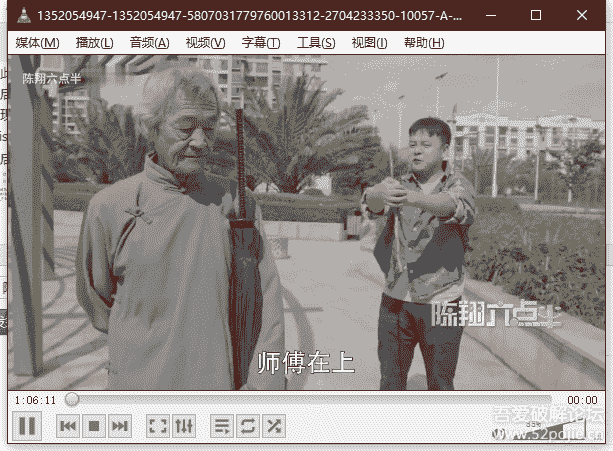 1352054947-1352054947-5807031779760013312-2704233350-10057-A-...
媒体(M) 播放(L) 音频(A) 视频(V) 字幕(T) 工具(S) 视图(I) 帮助(H)
陈翔六点半
陈翔六点半
师傅在上
1:06:11 00:00
吾爱破解论坛
www.52pojie.cn